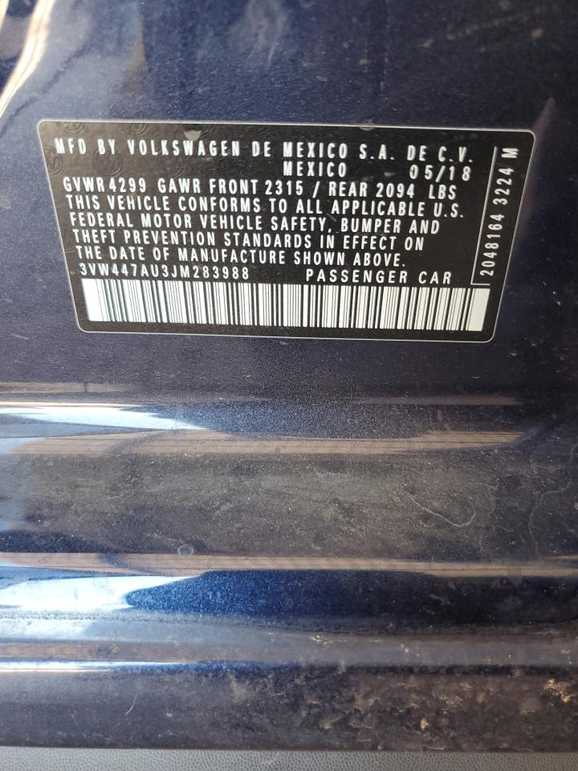 MFD BY VOLKSWAGEN DE MEXICO S.A. DE C.V.
MEXICO 05/18
GVWR 4299 GAWR FRONT 2315 / REAR 2094 LBS
THIS VEHICLE CONFORMS TO ALL APPLICABLE U.S.
FEDERAL MOTOR VEHICLE SAFETY, BUMPER AND
THEFT PREVENTION STANDARDS IN EFFECT ON
THE DATE OF MANUFACTURE SHOWN ABOVE.
3VW447AU3JM283988 PASSENGER CAR
2048164 3224 M